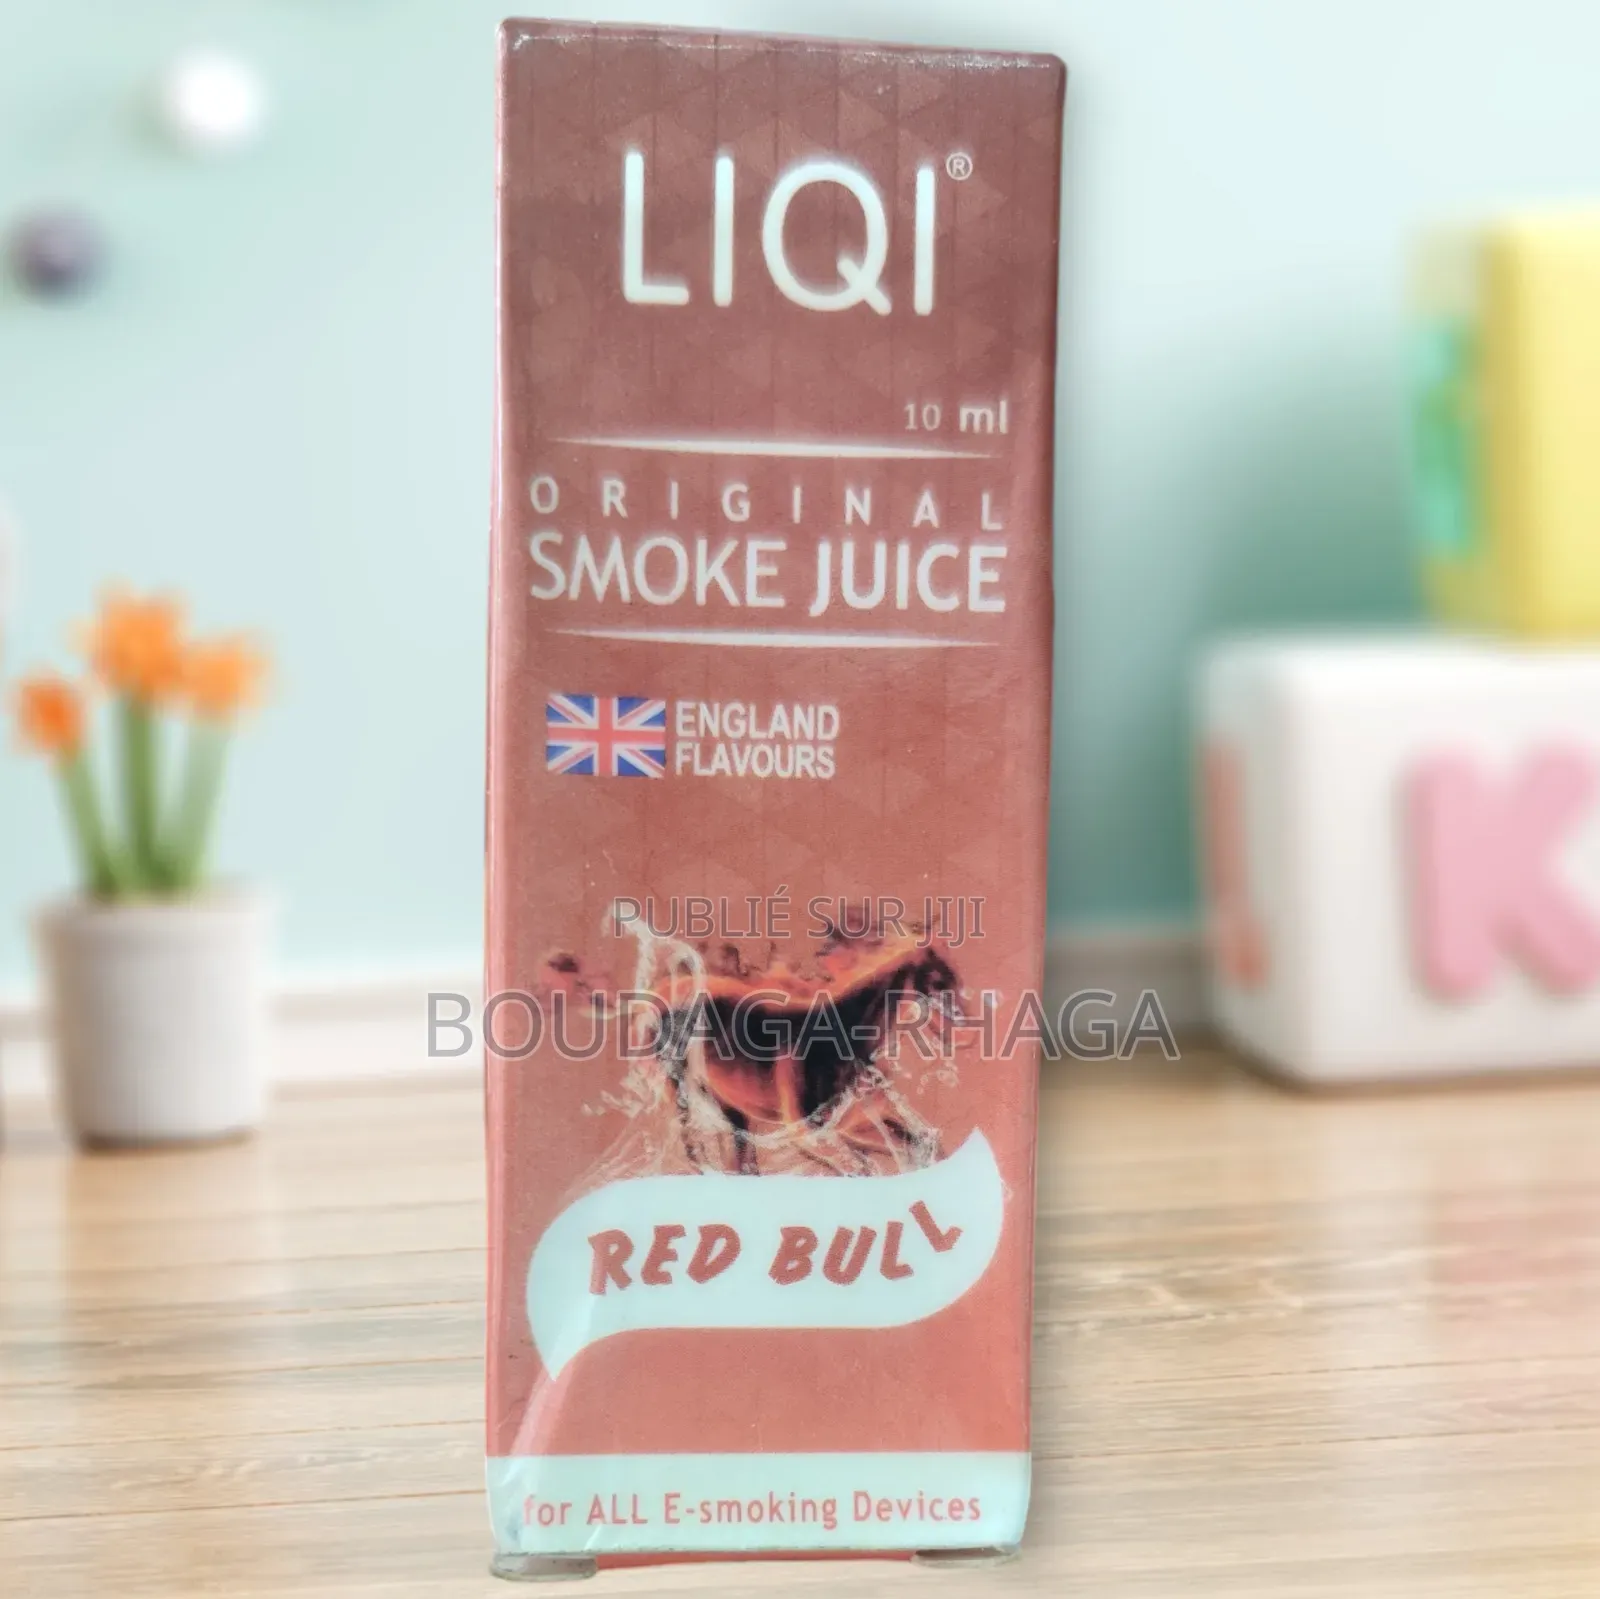 LIQI®
10 ml
ORIGINAL
SMOKE JUICE
ENGLAND
FLAVOURS
PUBLIÉ SUR JIJI
BOUDAGA-RHAGA
RED BULL
for ALL E-smoking Devices
K